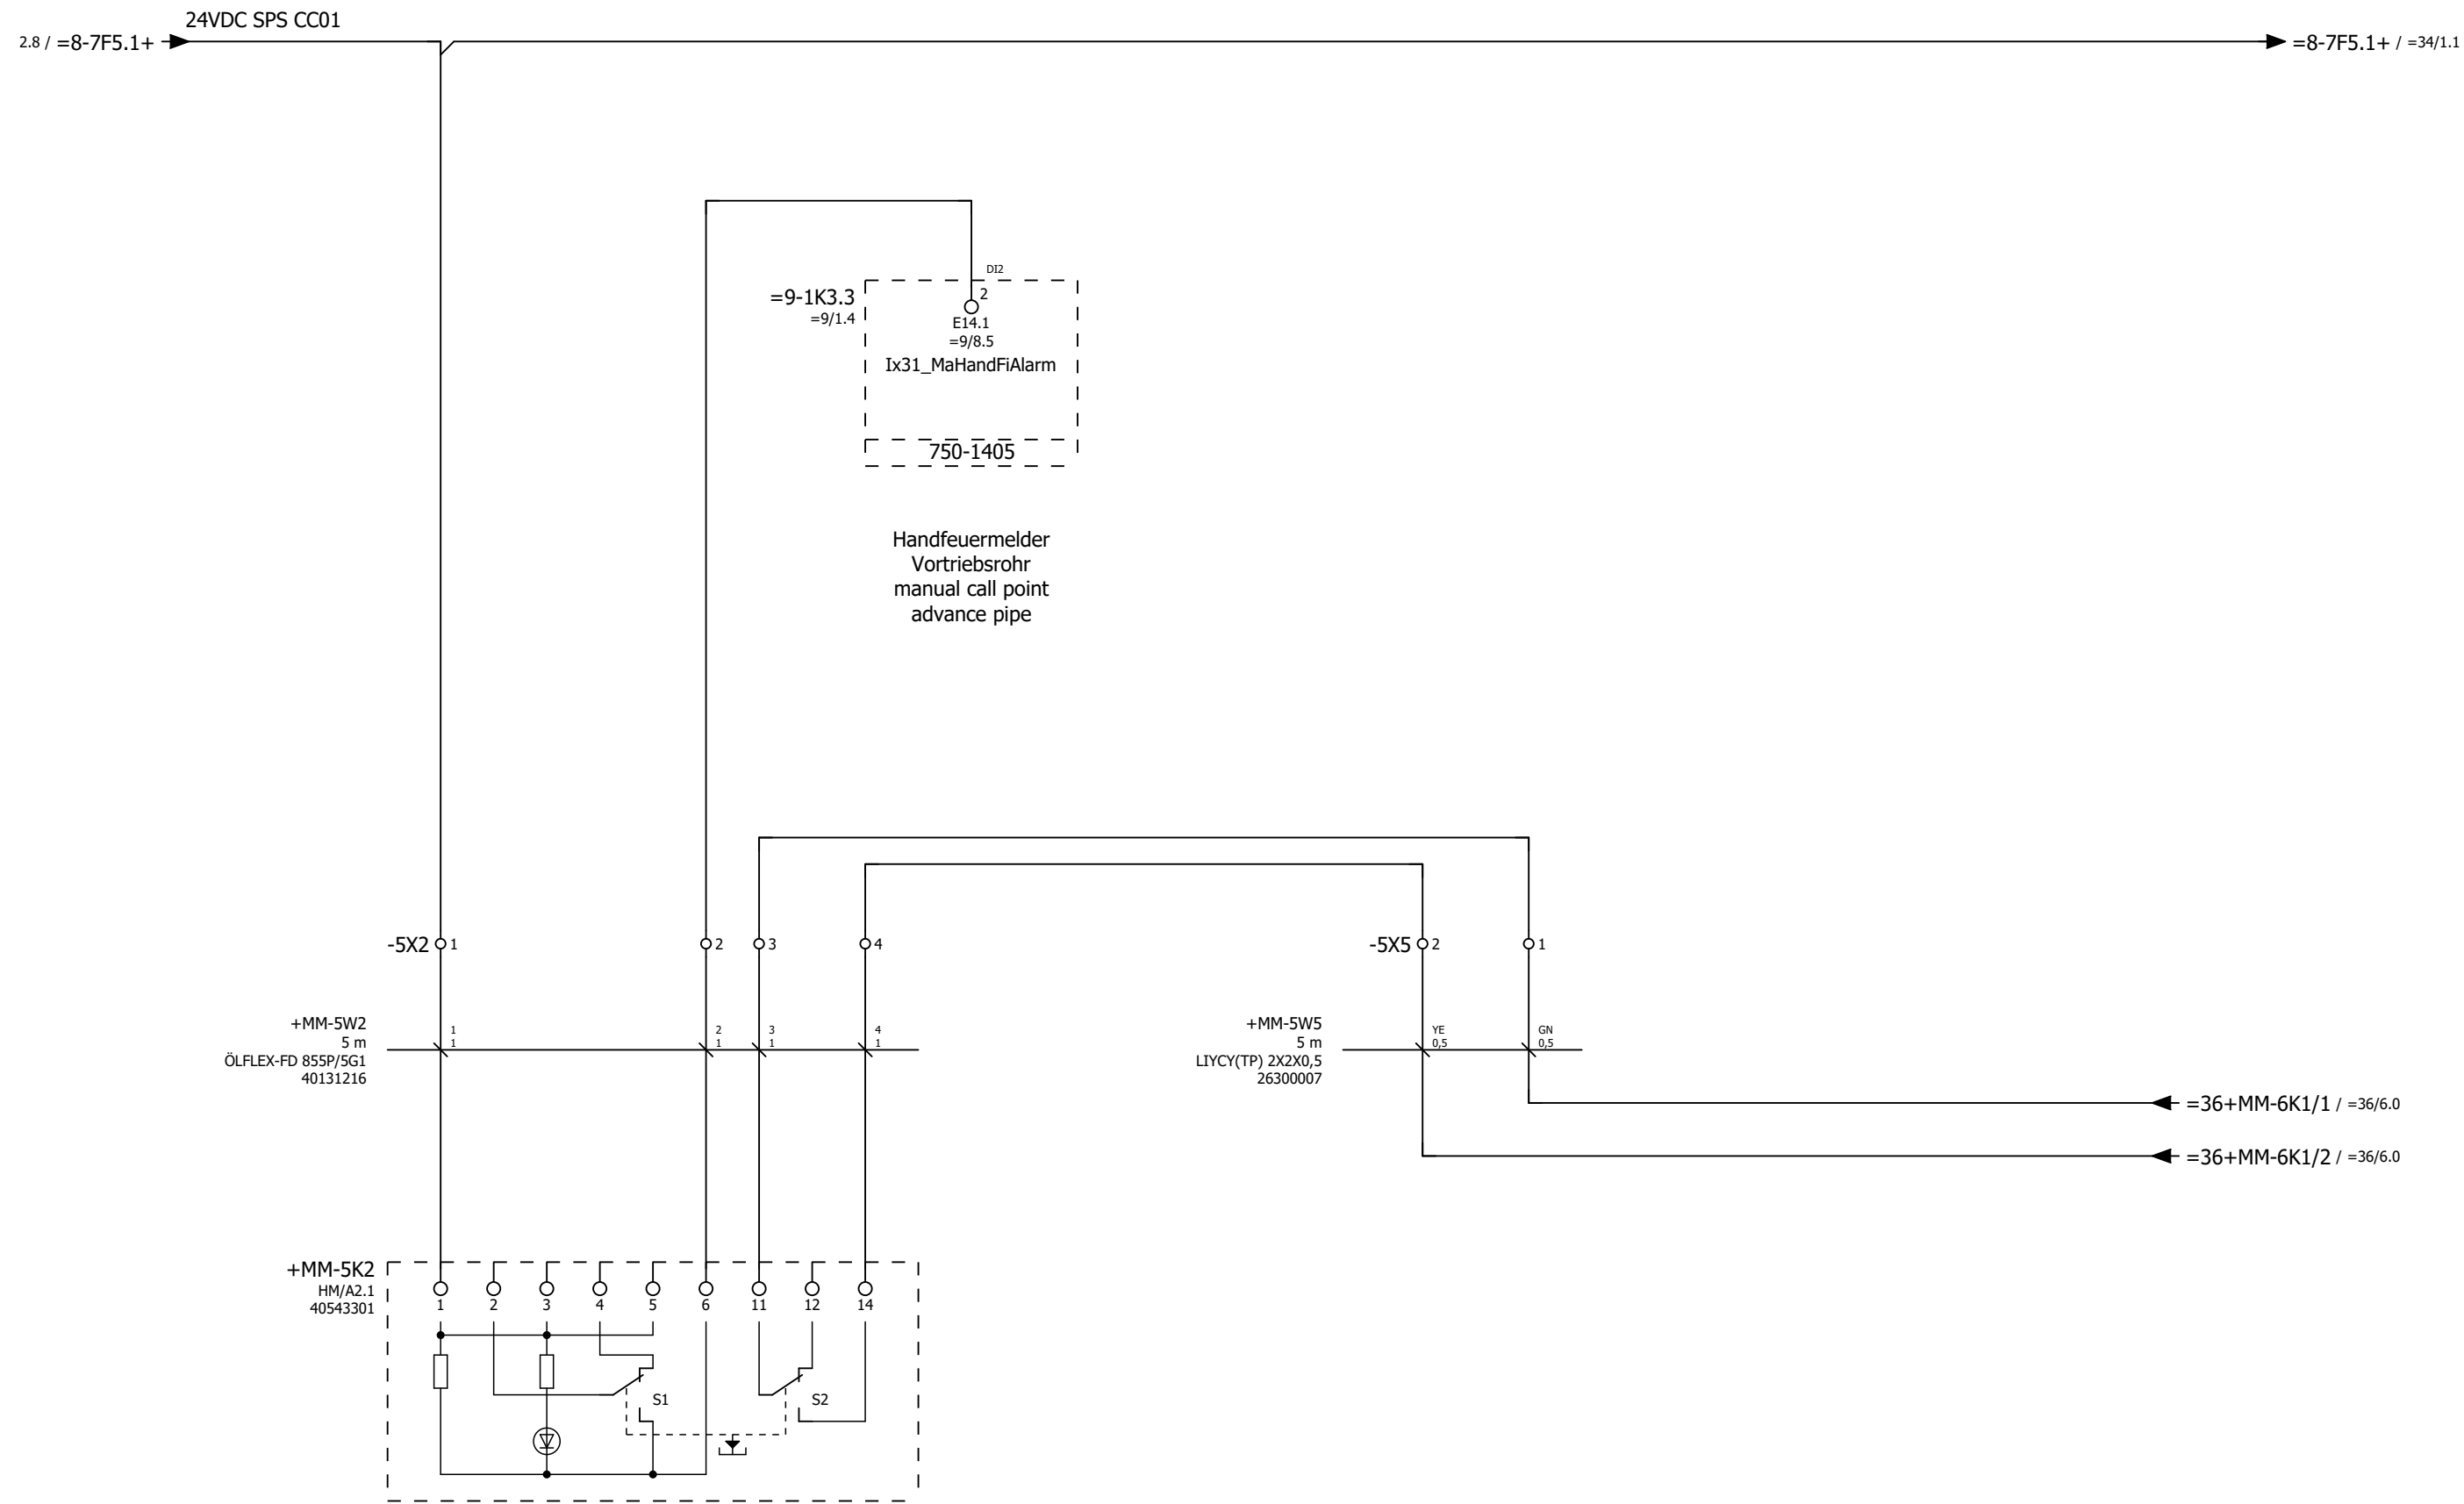 24VDC SPS CC01
2.8 / =8-7F5.1+
=8-7F5.1+ / =34/1.1
DI2
=9-1K3.3
2
=9/1.4
E14.1
=9/8.5
Ix31_MaHandFiAlarm
750-1405
Handfeuermelder
Vortriebsrohr
manual call point
advance pipe
-5X2 1 2 3 4
-5X5 2 1
+MM-5W2
5 m
ÖLFLEX-FD 855P/5G1
40131216
1 2 3 4
1 1 1 1
+MM-5W5
5 m
LIYCY(TP) 2X2X0,5
26300007
YE GN
0,5 0,5
=36+MM-6K1/1 / =36/6.0
=36+MM-6K1/2 / =36/6.0
+MM-5K2
HM/A2.1
40543301
1 2 3 4 5 6 11 12 14
S1 S2